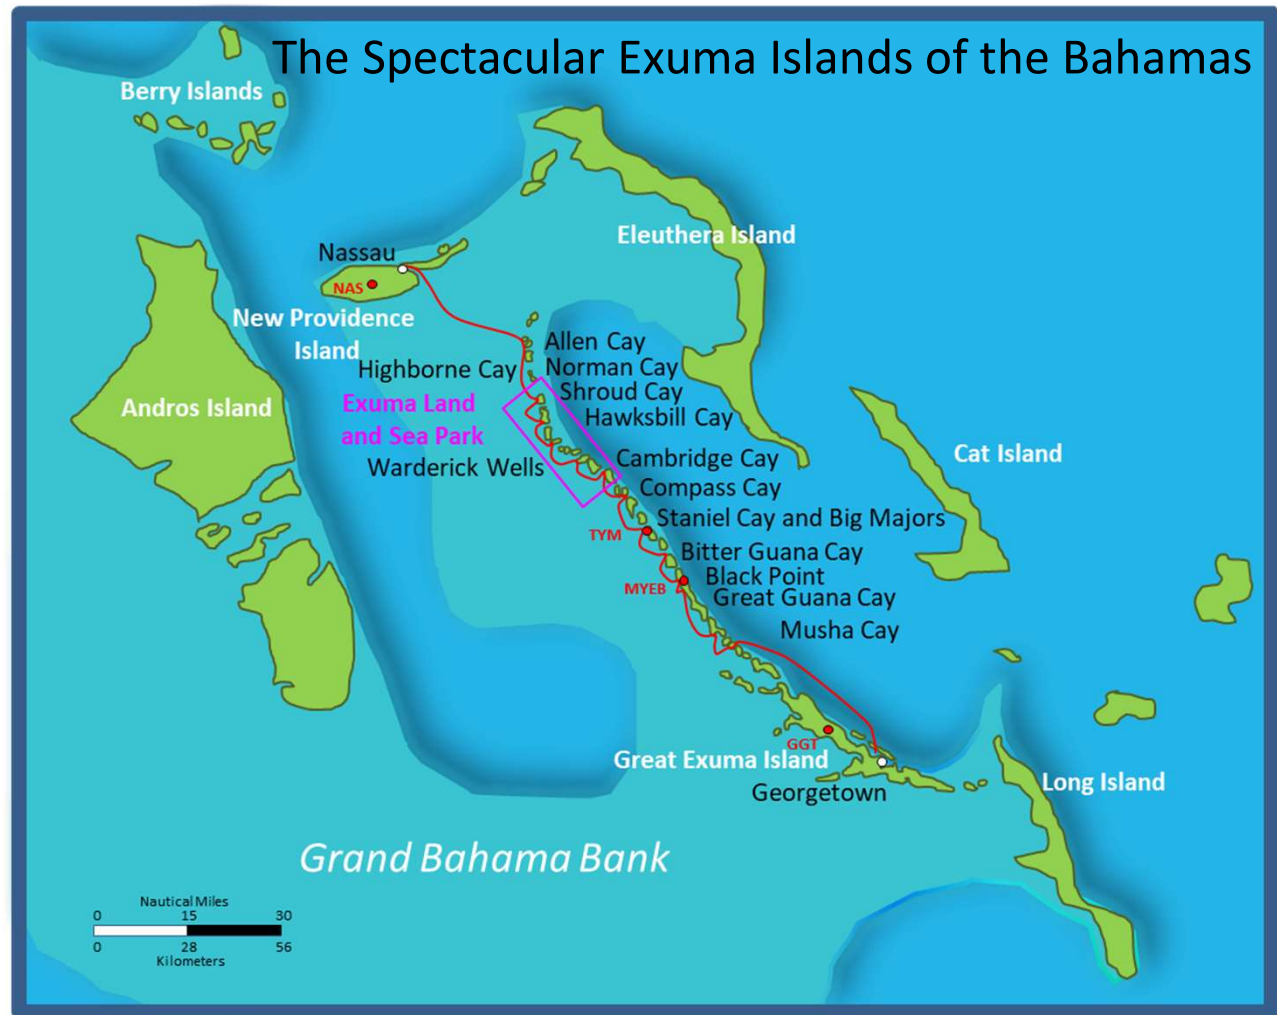 The Spectacular Exuma Islands of the Bahamas
Berry Islands
Eleuthera Island
Nassau
NAS
New Providence
Island
Allen Cay
Highborne Cay
Norman Cay
Shroud Cay
Exuma Land
and Sea Park
Hawksbill Cay
Andros Island
Cat Island
Warderick Wells
Cambridge Cay
Compass Cay
Staniel Cay and Big Majors
TYM
Bitter Guana Cay
Black Point
MYEB
Great Guana Cay
Musha Cay
GGT
Great Exuma Island
Georgetown
Long Island
Grand Bahama Bank
Nautical Miles
0 15 30
0 28 56
Kilometers